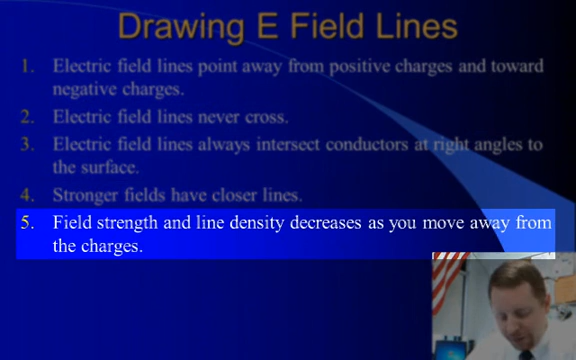 Drawing E Field Lines
1. Electric field lines point away from positive charges and toward
negative charges.
2. Electric field lines never cross.
3. Electric field lines always intersect conductors at right angles to
the surface.
4. Stronger fields have closer lines.
5. Field strength and line density decreases as you move away from
the charges.